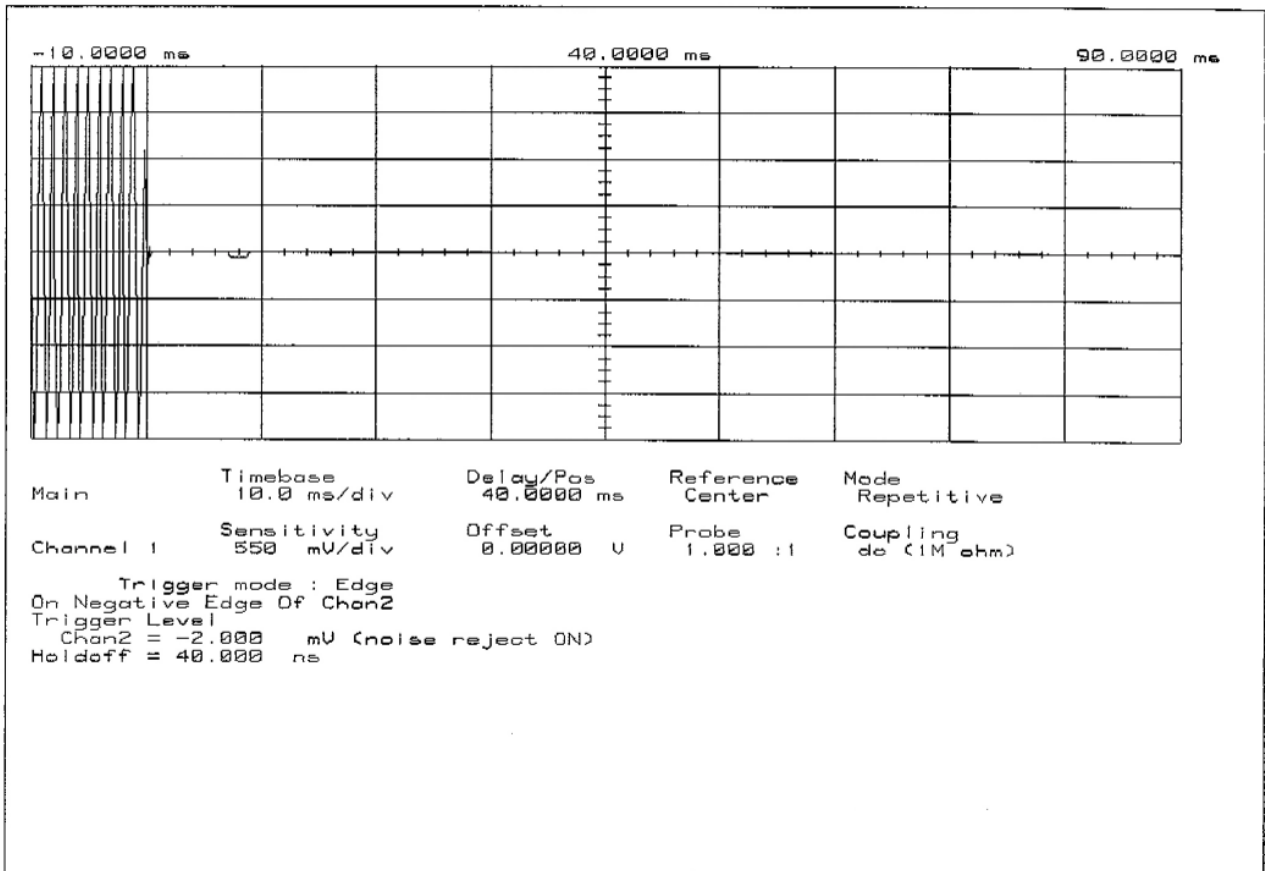 -10.0000 ms 40.0000 ms 90.0000 ms
Timebase Delay/Pos Reference Mode
Main 10.0 ms/div 40.0000 ms Center Repetitive
Sensitivity Offset Probe Coupling
Channel 1 550 mV/div 0.00000 V 1.000 :1 dc (1M ohm)
Trigger mode : Edge
On Negative Edge Of Chan2
Trigger Level
Chan2 = -2.000 mV (noise reject ON)
Holdoff = 40.000 ns